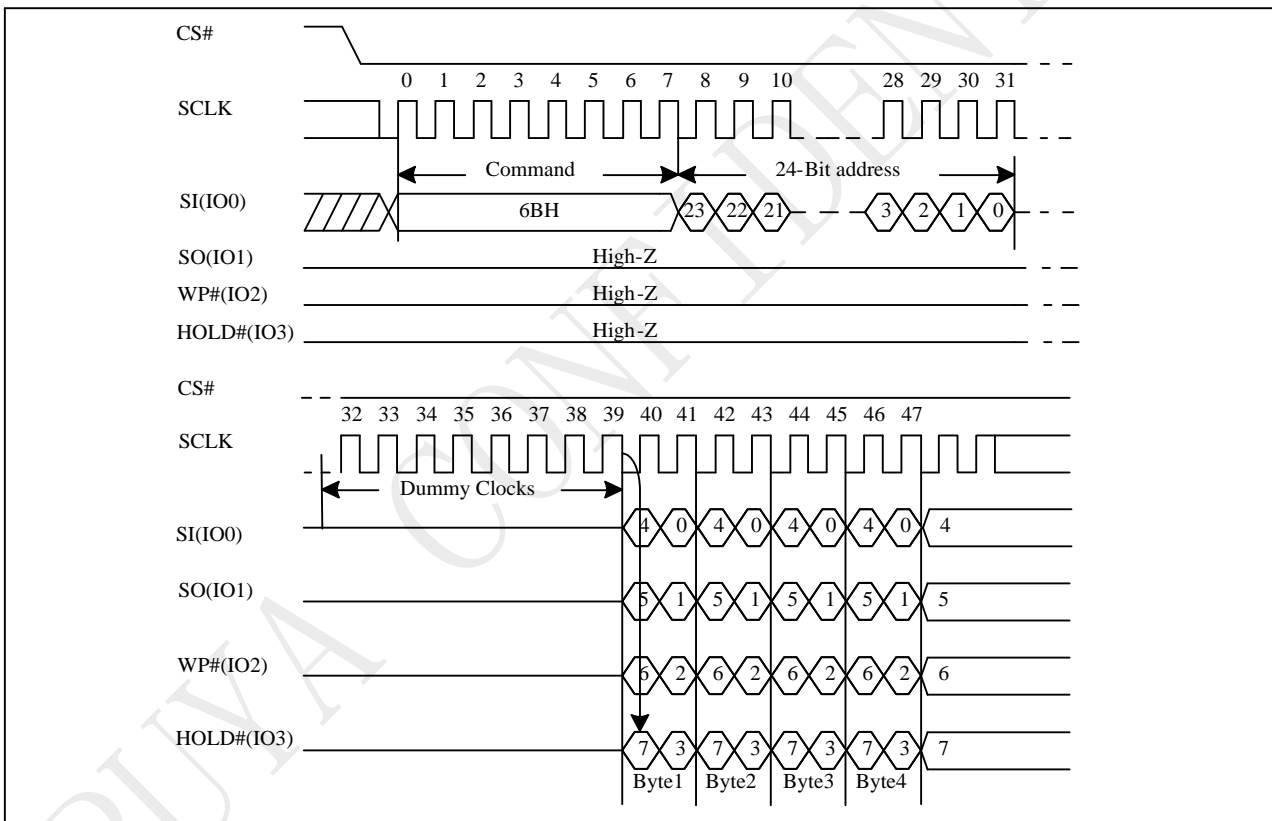 CS#
0 1 2 3 4 5 6 7 8 9 10 28 29 30 31
SCLK
Command 24-Bit address
SI(IO0) 6BH 23 22 21 3 2 1 0
SO(IO1) High-Z
WP#(IO2) High-Z
HOLD#(IO3) High-Z
CS#
32 33 34 35 36 37 38 39 40 41 42 43 44 45 46 47
SCLK
Dummy Clocks
SI(IO0) 4 0 4 0 4 0 4 0 4
SO(IO1) 5 1 5 1 5 1 5 1 5
WP#(IO2) 6 2 6 2 6 2 6 2 6
HOLD#(IO3) 7 3 7 3 7 3 7 3 7
Byte1 Byte2 Byte3 Byte4
PUYA CONFIDENT